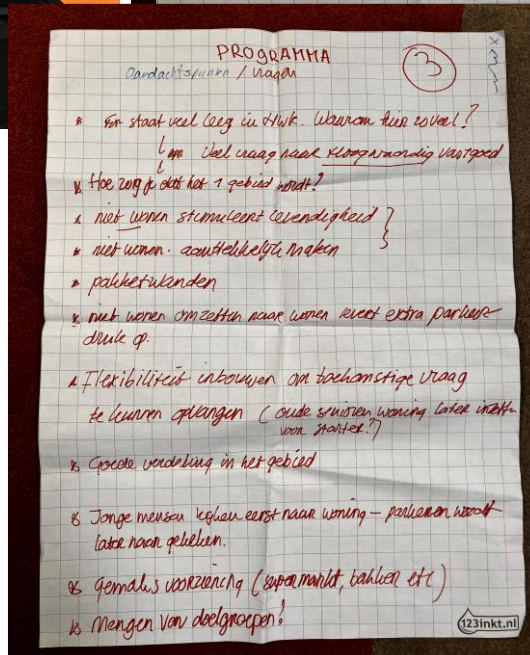 PROGRAMMA
Aandachtspunten / vragen
3
* Er staat veel leeg in HWK. Waarom hier zoveel?
Veel vraag naar Hoogwaardig vastgoed
* Hoe zorg je dat het 1 gebied wordt?
* niet wonen stimuleert levendigheid
* niet wonen aantrekkelijk maken
* pakketwanden
* niet wonen omzetten naar wonen levert extra parkeer
druk op.
* Flexibiliteit inbouwen om toekomstige vraag
te kunnen opvangen (oude senioren woning later inzetten
voor starter?)
* Goede verdeling in het gebied
* Jonge mensen kijken eerst naar woning - parkeren wordt
later naar gekeken.
* Gemaks voorziening (supermarkt, bakker etc)
* Mengen van doelgroepen!
123inkt.nl